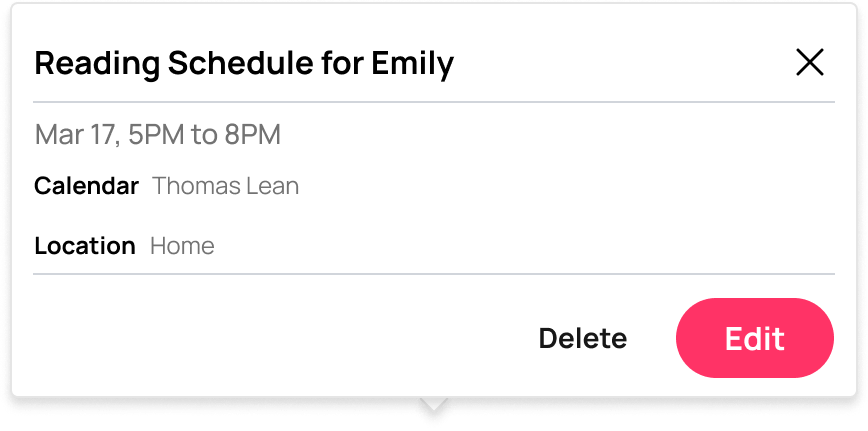 Reading Schedule for Emily
Mar 17, 5PM to 8PM
Calendar Thomas Lean
Location Home
Delete Edit